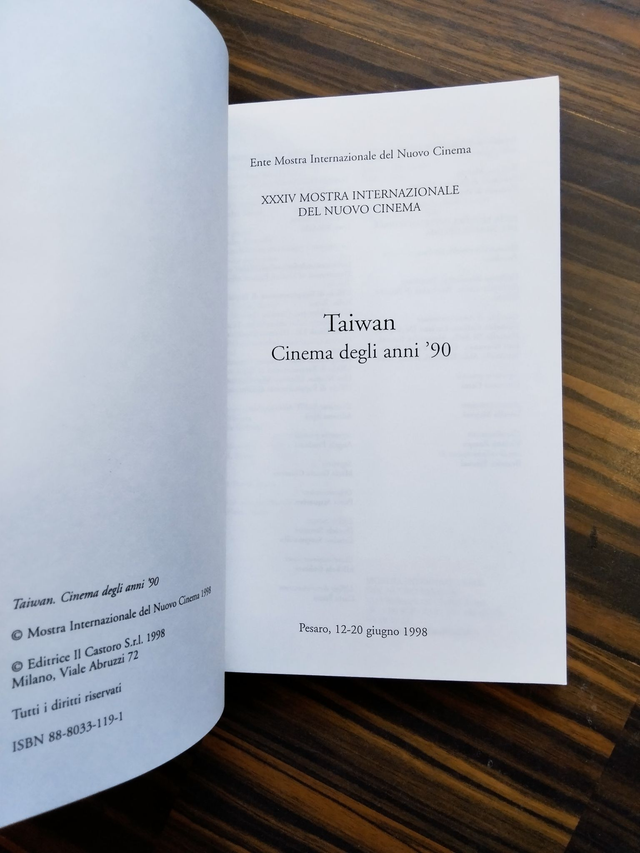 Taiwan. Cinema degli anni '90
© Mostra Internazionale del Nuovo Cinema 1998
© Editrice Il Castoro S.r.l. 1998
Milano, Viale Abruzzi 72
Tutti i diritti riservati
ISBN 88-8033-119-1
Ente Mostra Internazionale del Nuovo Cinema
XXXIV MOSTRA INTERNAZIONALE
DEL NUOVO CINEMA
Taiwan
Cinema degli anni ’90
Pesaro, 12-20 giugno 1998